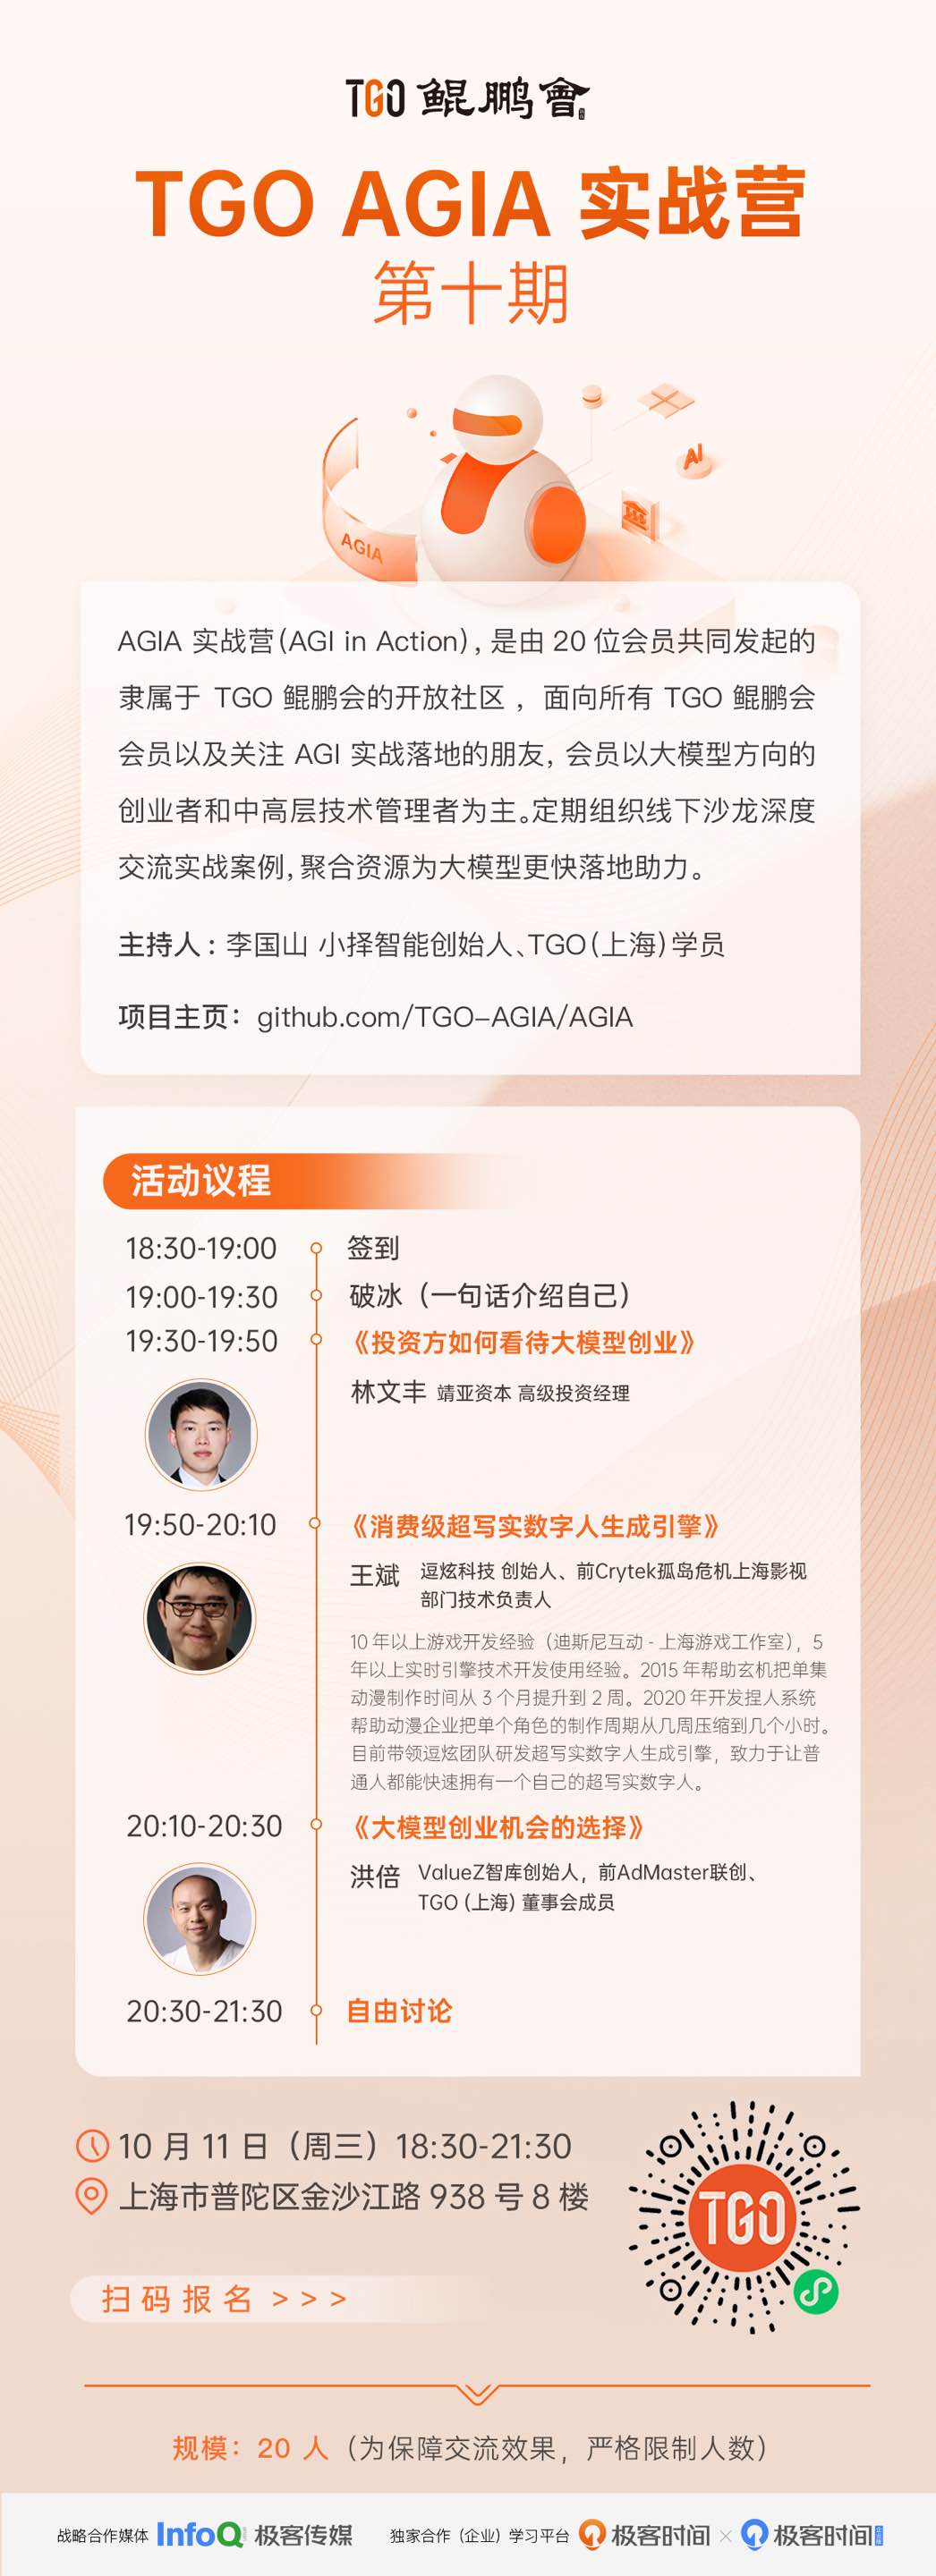 TGO 鲲鹏會
TGO AGIA 实战营
第十期
AI
AGIA
AGIA 实战营(AGI in Action)，是由 20 位会员共同发起的
隶属于 TGO 鲲鹏会的开放社区 ，面向所有 TGO 鲲鹏会
会员以及关注 AGI 实战落地的朋友，会员以大模型方向的
创业者和中高层技术管理者为主。定期组织线下沙龙深度
交流实战案例，聚合资源为大模型更快落地助力。
主持人：李国山 小择智能创始人、TGO(上海)学员
项目主页：github.com/TGO-AGIA/AGIA
活动议程
18:30-19:00 签到
19:00-19:30 破冰（一句话介绍自己）
19:30-19:50 《投资方如何看待大模型创业》
林文丰 靖亚资本 高级投资经理
19:50-20:10 《消费级超写实数字人生成引擎》
王斌 逗炫科技 创始人、前Crytek孤岛危机上海影视
部门技术负责人
10 年以上游戏开发经验（迪斯尼互动 - 上海游戏工作室），5
年以上实时引擎技术开发使用经验。2015 年帮助玄机把单集
动漫制作时间从 3 个月提升到 2 周。2020 年开发捏人系统
帮助动漫企业把单个角色的制作周期从几周压缩到几个小时。
目前带领逗炫团队研发超写实数字人生成引擎，致力于让普
通人都能快速拥有一个自己的超写实数字人。
20:10-20:30 《大模型创业机会的选择》
洪倍 ValueZ智库创始人，前AdMaster联创、
TGO (上海) 董事会成员
20:30-21:30 自由讨论
10 月 11 日（周三）18:30-21:30
上海市普陀区金沙江路 938 号 8 楼
TGO
扫码报名 > > >
规模：20 人（为保障交流效果，严格限制人数）
战略合作媒体 InfoQ 极客传媒 独家合作（企业）学习平台 极客时间 × 极客时间